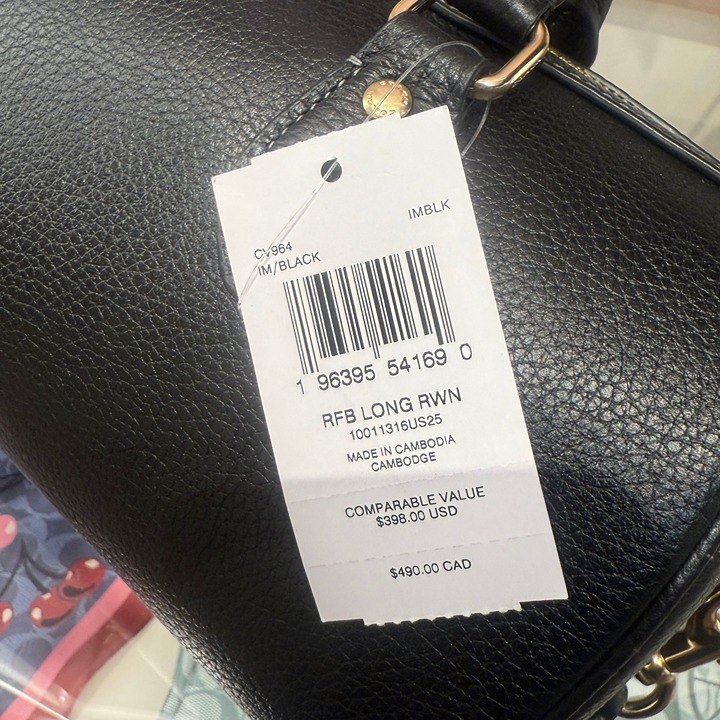 IMBLK
CV964
IM/BLACK
1 96395 54169 0
RFB LONG RWN
10011316US25
MADE IN CAMBODIA
CAMBODGE
COMPARABLE VALUE
$398.00 USD
$490.00 CAD